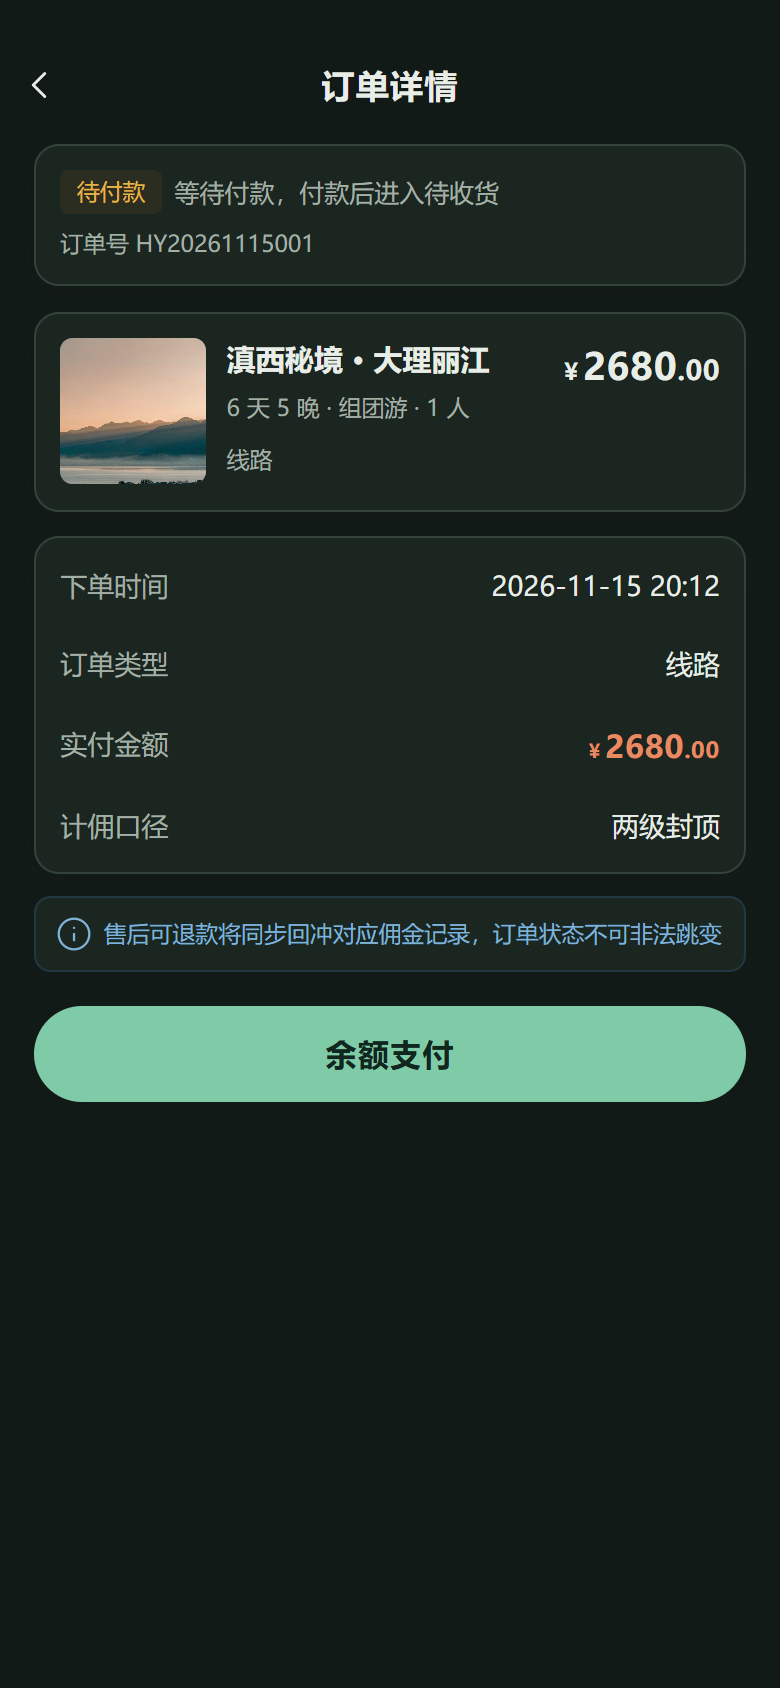 订单详情
待付款 等待付款，付款后进入待收货
订单号 HY20261115001
滇西秘境·大理丽江 ¥2680.00
6 天 5 晚 · 组团游 · 1 人
线路
下单时间 2026-11-15 20:12
订单类型 线路
实付金额 ¥2680.00
计佣口径 两级封顶
售后可退款将同步回冲对应佣金记录，订单状态不可非法跳变
余额支付